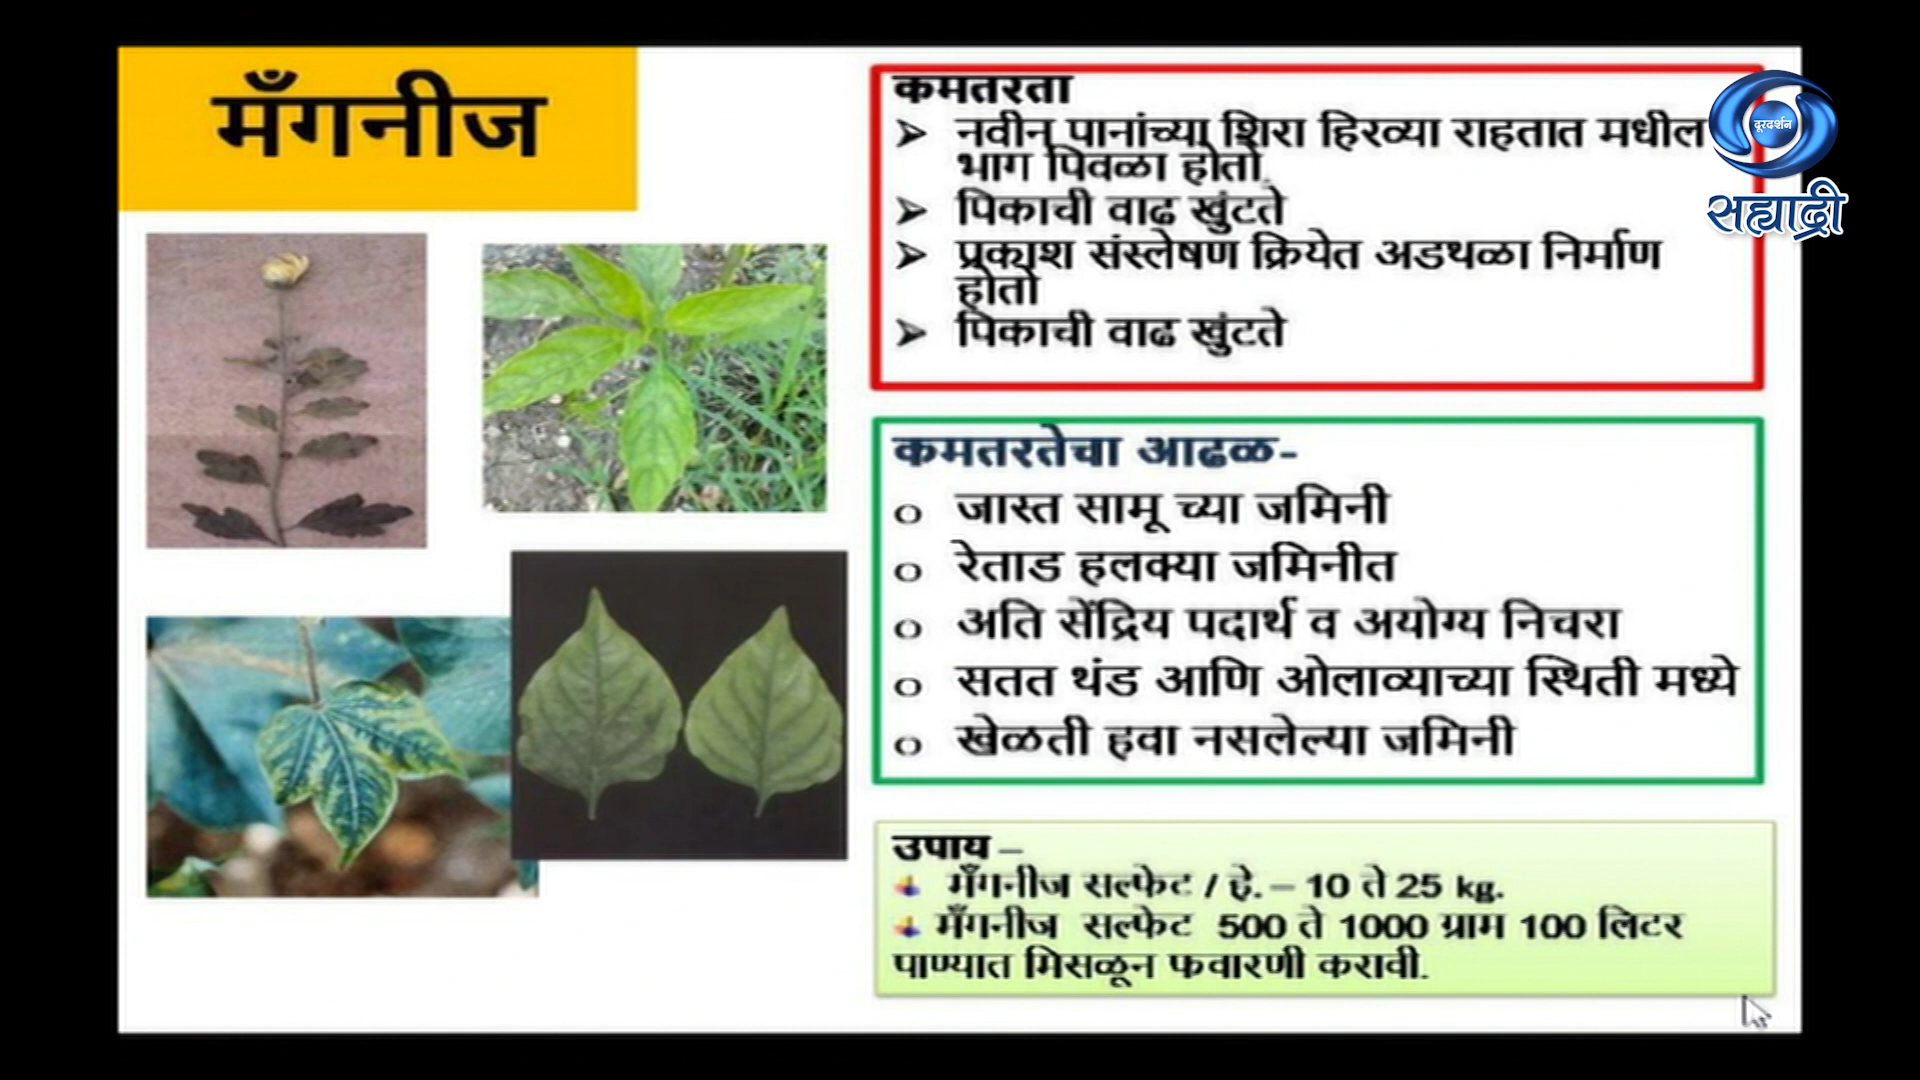 मँगनीज
कमतरता
➢ नवीन पानांच्या शिरा हिरव्या राहतात मधील
भाग पिवळा होतो.
➢ पिकाची वाढ खुंटते
➢ प्रकाश संस्लेषण क्रियेत अडथळा निर्माण
होतो
➢ पिकाची वाढ खुंटते
दूरदर्शन
सह्याद्री
कमतरतेचा आढळ-
o जास्त सामू च्या जमिनी
o रेताड हलक्या जमिनीत
o अति सेंद्रिय पदार्थ व अयोग्य निचरा
o सतत थंड आणि ओलाव्याच्या स्थिती मध्ये
o खेळती हवा नसलेल्या जमिनी
उपाय –
मँगनीज सल्फेट / हे. – 10 ते 25 kg.
मँगनीज सल्फेट 500 ते 1000 ग्राम 100 लिटर
पाण्यात मिसळून फवारणी करावी.